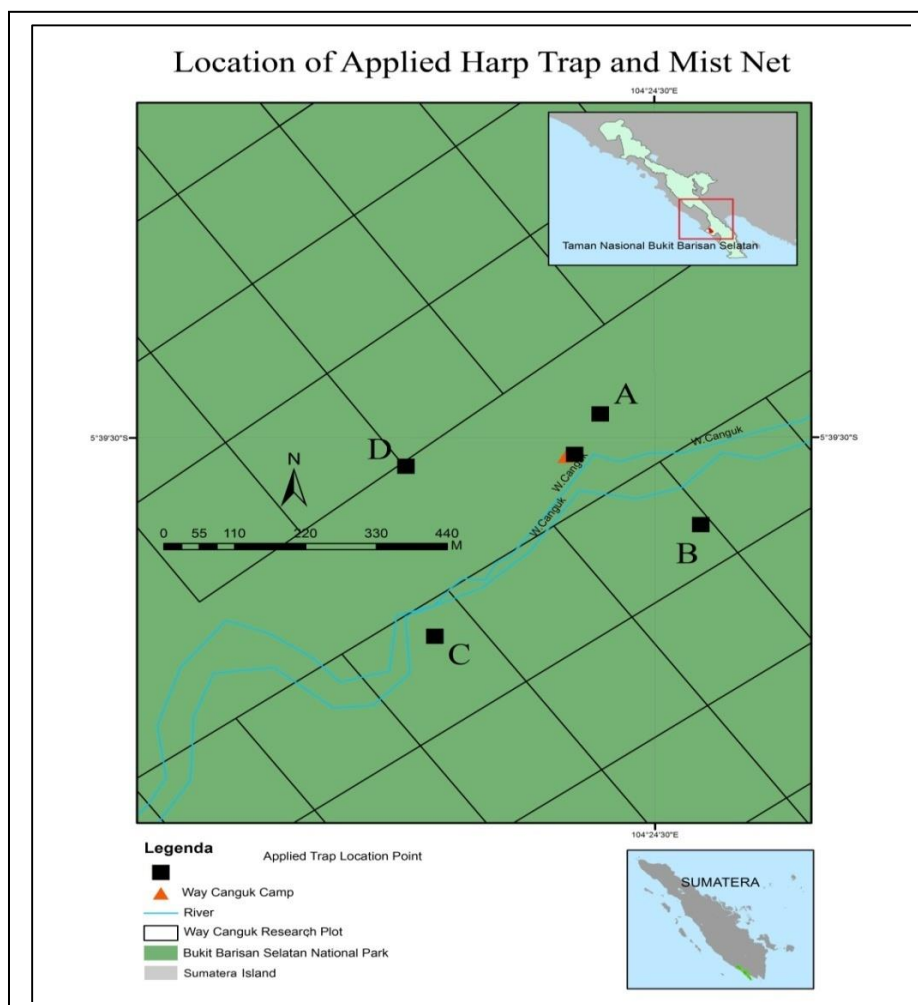 Location of Applied Harp Trap and Mist Net
104°24'30"E
Taman Nasional Bukit Barisan Selatan
A
5°39'30"S
W.Canguk
5°39'30"S
D
W.Canguk
N
W.Canguk
B
0 55 110 220 330 440
M
C
104°24'30"E
Legenda
Applied Trap Location Point
Way Canguk Camp
River
Way Canguk Research Plot
Bukit Barisan Selatan National Park
Sumatera Island
SUMATERA